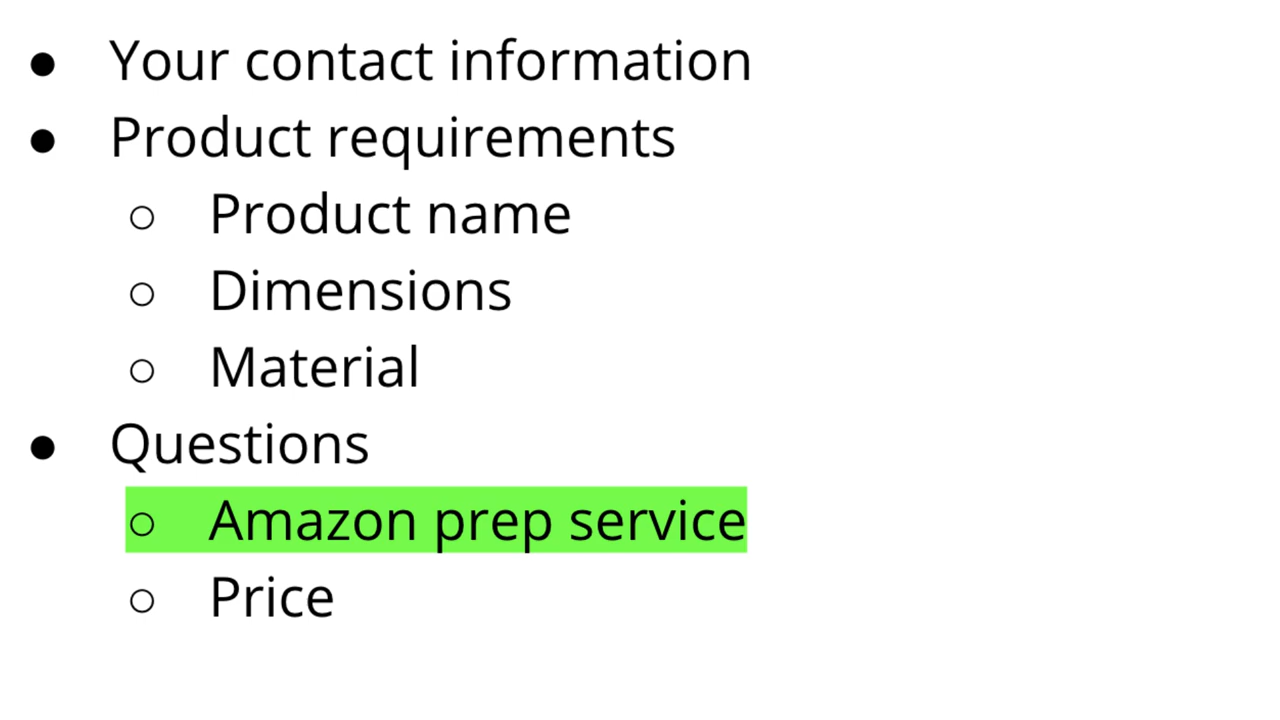 ● Your contact information
● Product requirements
○ Product name
○ Dimensions
○ Material
● Questions
○ Amazon prep service
○ Price